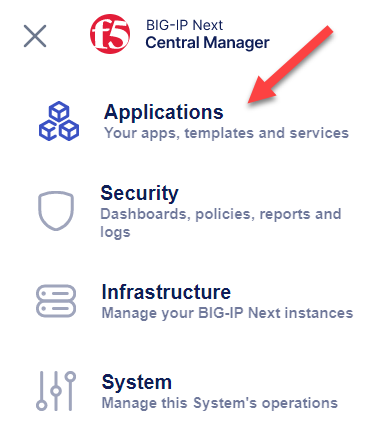 f5
BIG-IP Next
Central Manager
Applications
Your apps, templates and services
Security
Dashboards, policies, reports and
logs
Infrastructure
Manage your BIG-IP Next instances
System
Manage this System's operations